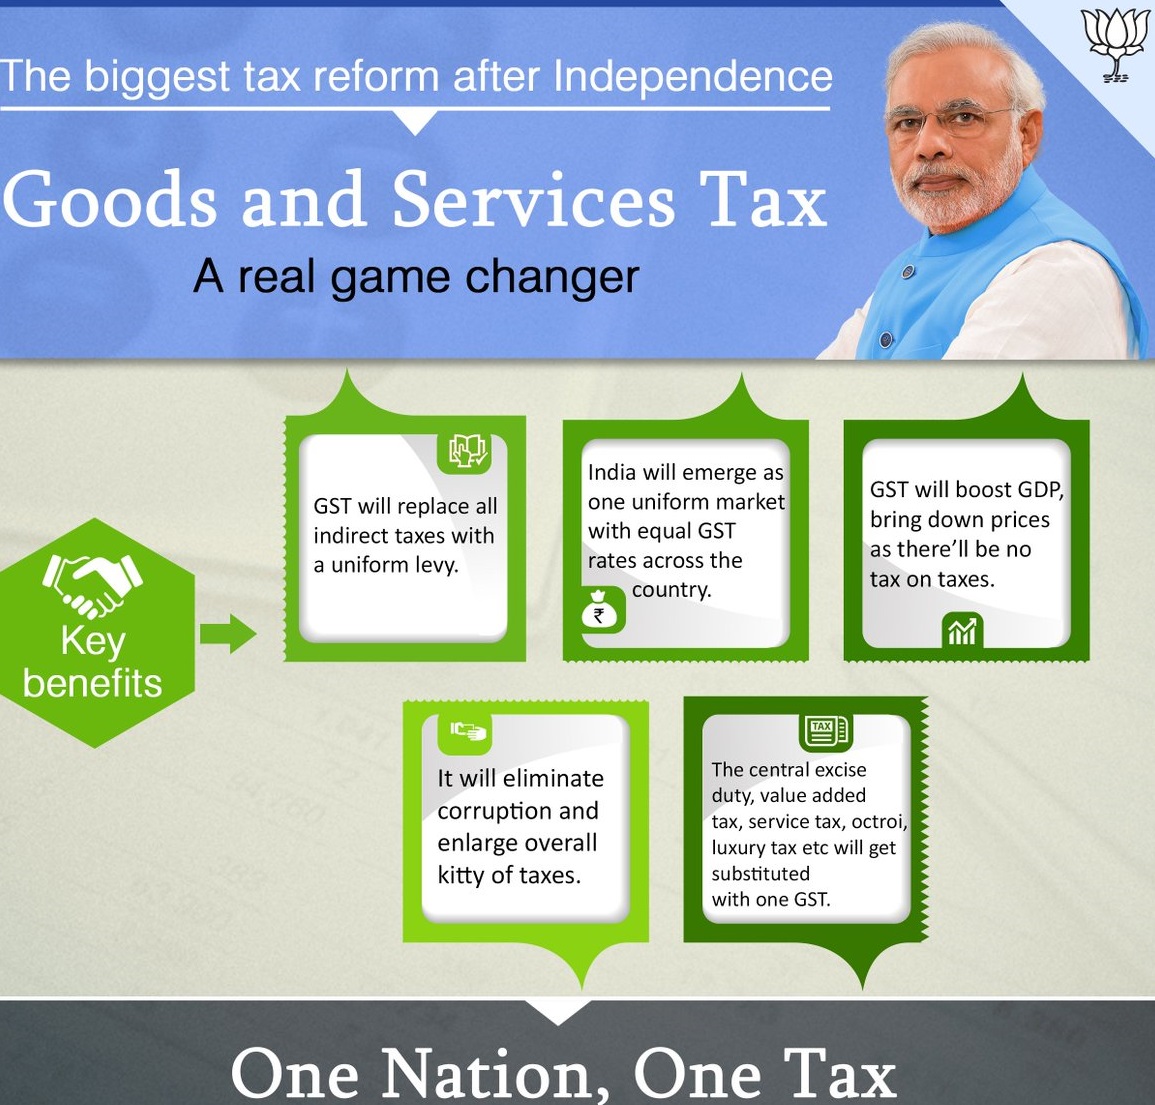 The biggest tax reform after Independence
Goods and Services Tax
A real game changer
Key
benefits
GST will replace all
indirect taxes with
a uniform levy.
India will emerge as
one uniform market
with equal GST
rates across the
country.
₹
GST will boost GDP,
bring down prices
as there'll be no
tax on taxes.
It will eliminate
corruption and
enlarge overall
kitty of taxes.
TAX
The central excise
duty, value added
tax, service tax, octroi,
luxury tax etc will get
substituted
with one GST.
One Nation, One Tax